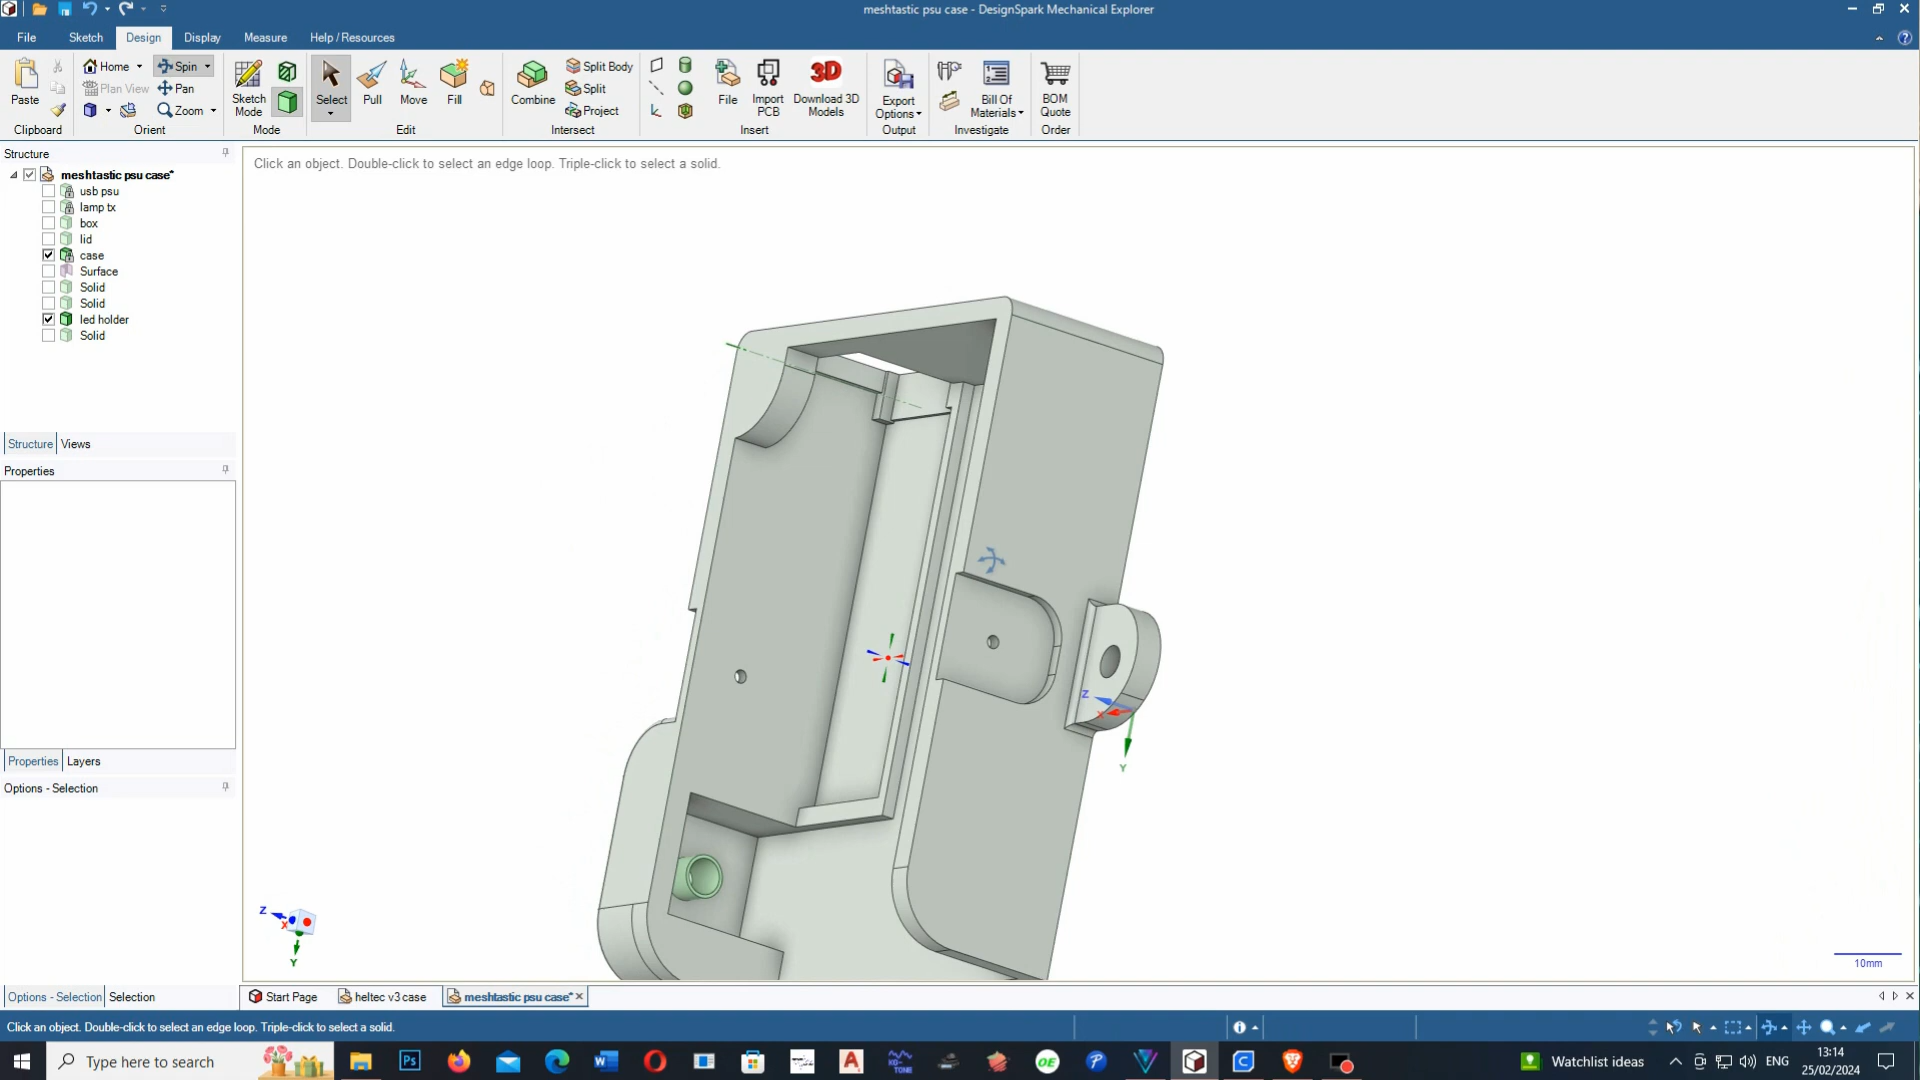 meshtastic psu case - DesignSpark Mechanical Explorer
File Sketch Design Display Measure Help / Resources
Paste
Clipboard
Home Spin
Plan View Pan
Zoom
Orient
Sketch Mode
Mode
Select Pull Move Fill
Edit
Combine Split Body
Split
Project
Intersect
File Import PCB 3D Download 3D Models
Insert
Export Options
Output
Bill Of Materials
Investigate
BOM Quote
Order
Structure
Click an object. Double-click to select an edge loop. Triple-click to select a solid.
meshtastic psu case*
usb psu
lamp tx
box
lid
case
Surface
Solid
Solid
led holder
Solid
Structure Views
Properties
Z
X
Y
Properties Layers
Options - Selection
Z
X
Y
10mm
Options - Selection Selection
Start Page heltec v3 case meshtastic psu case*
Click an object. Double-click to select an edge loop. Triple-click to select a solid.
Type here to search
Ps
W
A
TONE
OE
P
C
Watchlist ideas
ENG
13:14
25/02/2024